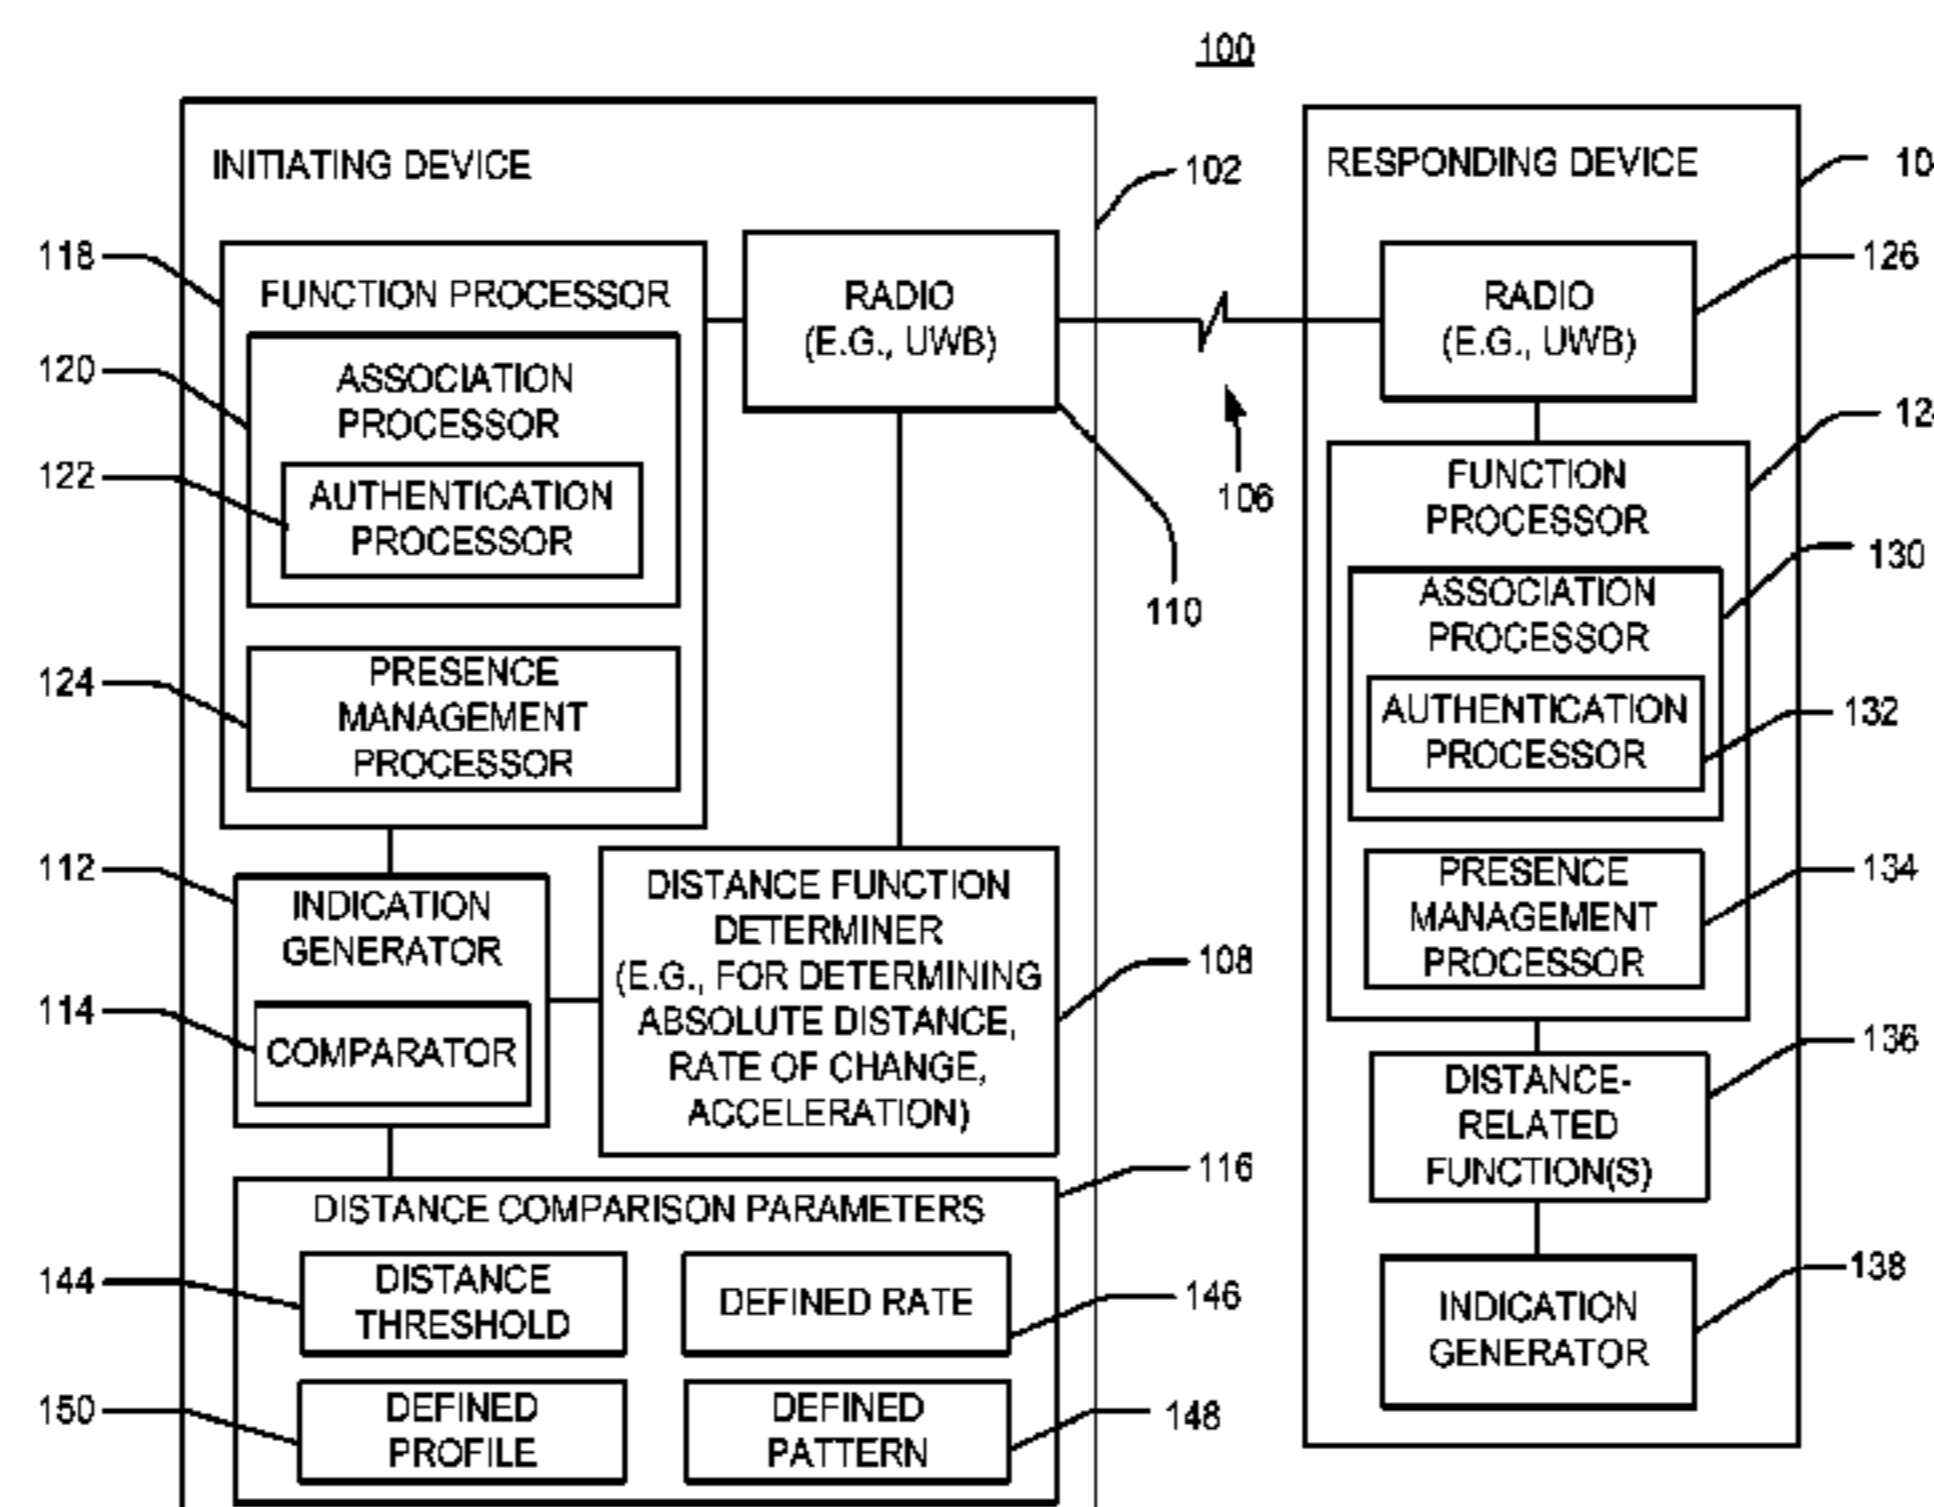 100
INITIATING DEVICE
102
118
FUNCTION PROCESSOR
RADIO
(E.G., UWB)
120
ASSOCIATION
PROCESSOR
122
AUTHENTICATION
PROCESSOR
106
110
124
PRESENCE
MANAGEMENT
PROCESSOR
112
INDICATION
GENERATOR
114
COMPARATOR
DISTANCE FUNCTION
DETERMINER
(E.G., FOR DETERMINING
ABSOLUTE DISTANCE,
RATE OF CHANGE,
ACCELERATION)
108
116
DISTANCE COMPARISON PARAMETERS
144
DISTANCE
THRESHOLD
DEFINED RATE
146
150
DEFINED
PROFILE
DEFINED
PATTERN
148
RESPONDING DEVICE
RADIO
(E.G., UWB)
126
FUNCTION
PROCESSOR
130
ASSOCIATION
PROCESSOR
AUTHENTICATION
PROCESSOR
132
PRESENCE
MANAGEMENT
PROCESSOR
134
136
DISTANCE-
RELATED
FUNCTION(S)
138
INDICATION
GENERATOR